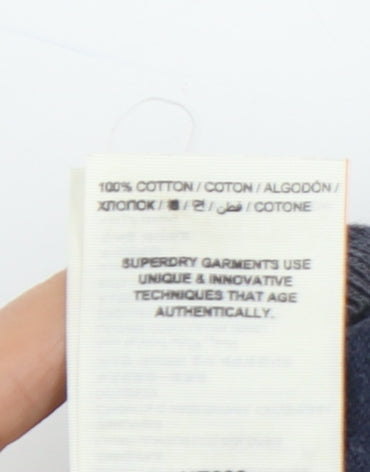 100% COTTON / COTON / ALGODÓN /
ХЛОПОК / 棉 / 면 / قطن / COTONE
SUPERDRY GARMENTS USE
UNIQUE & INNOVATIVE
TECHNIQUES THAT AGE
AUTHENTICALLY.